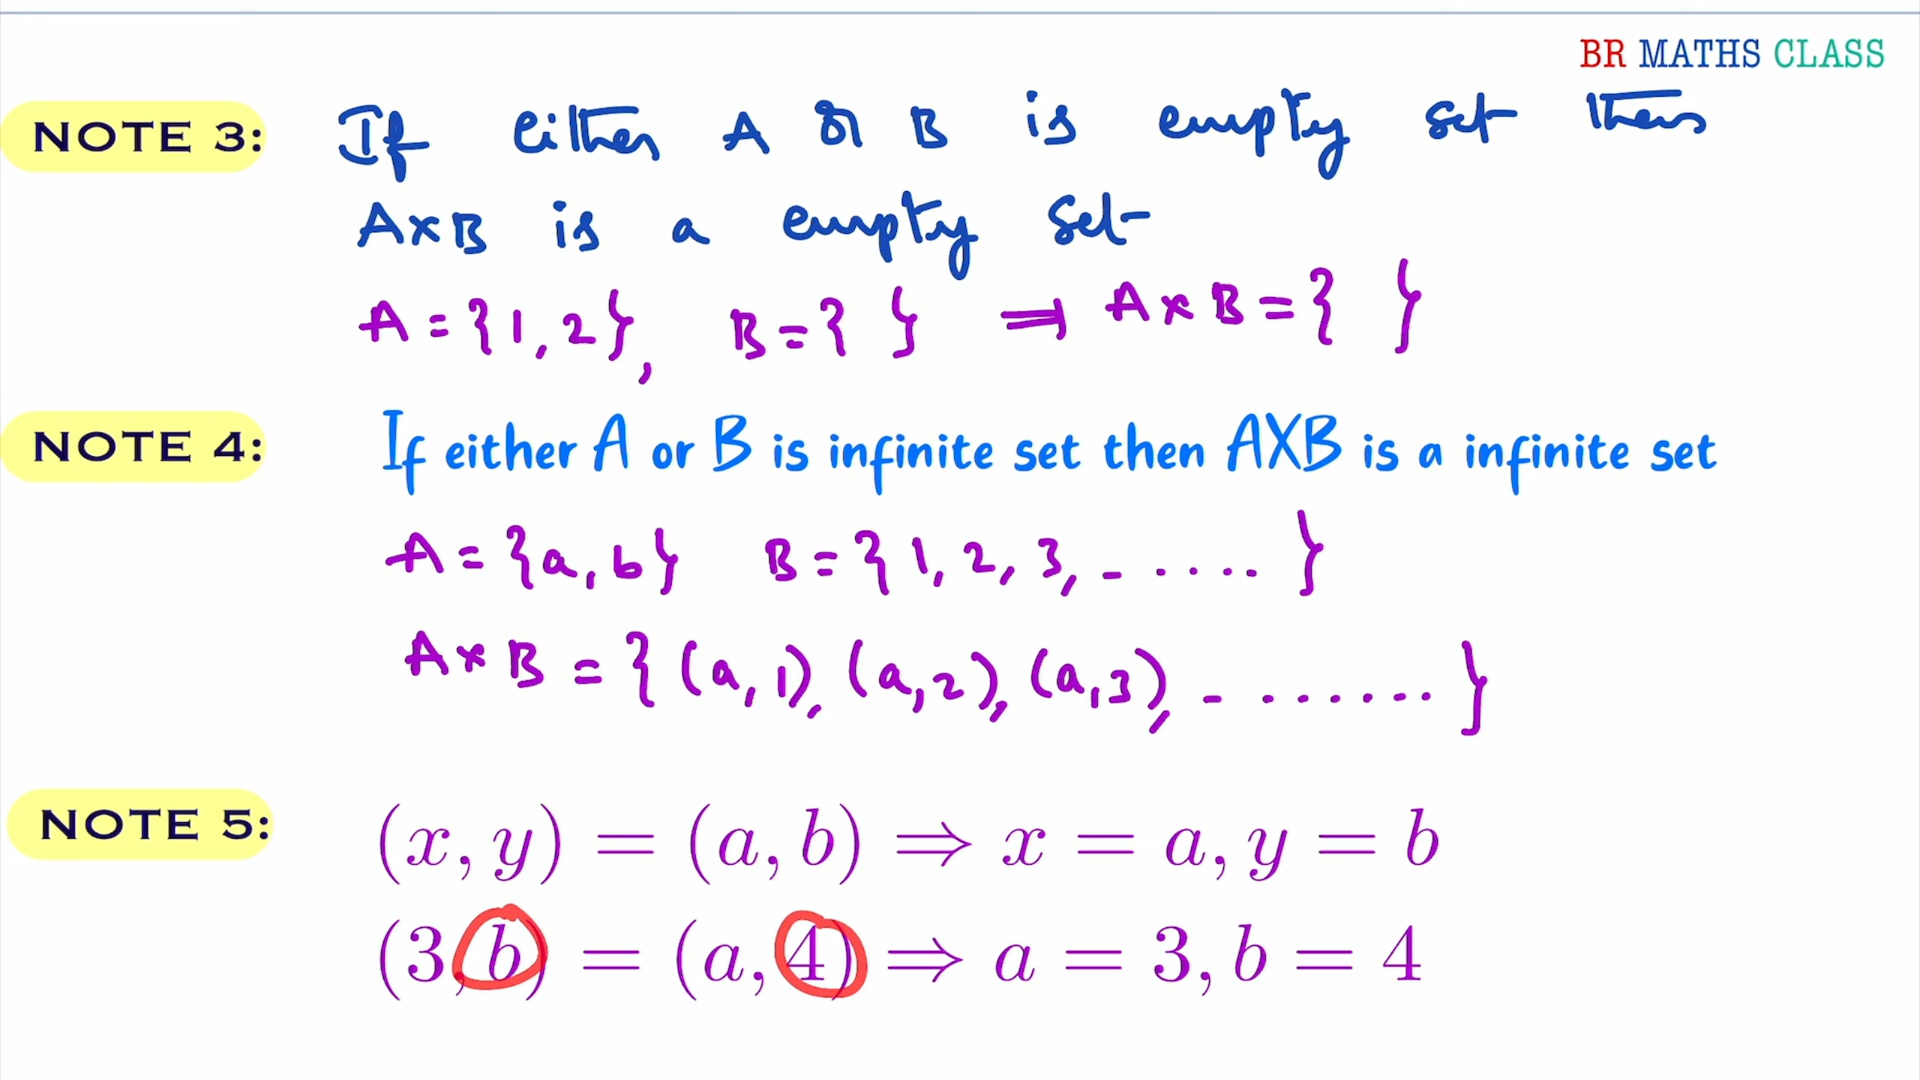 BR MATHS CLASS
NOTE 3: If either A or B is empty set then
A×B is a empty set
A = {1, 2}, B = { } ⟹ A × B = { }
NOTE 4: If either A or B is infinite set then AXB is a infinite set
A = {a, b} B = {1, 2, 3, - .....}
A × B = {(a, 1), (a, 2), (a, 3), - .......}
NOTE 5: (x, y) = (a, b) ⇒ x = a, y = b
(3, b) = (a, 4) ⇒ a = 3, b = 4